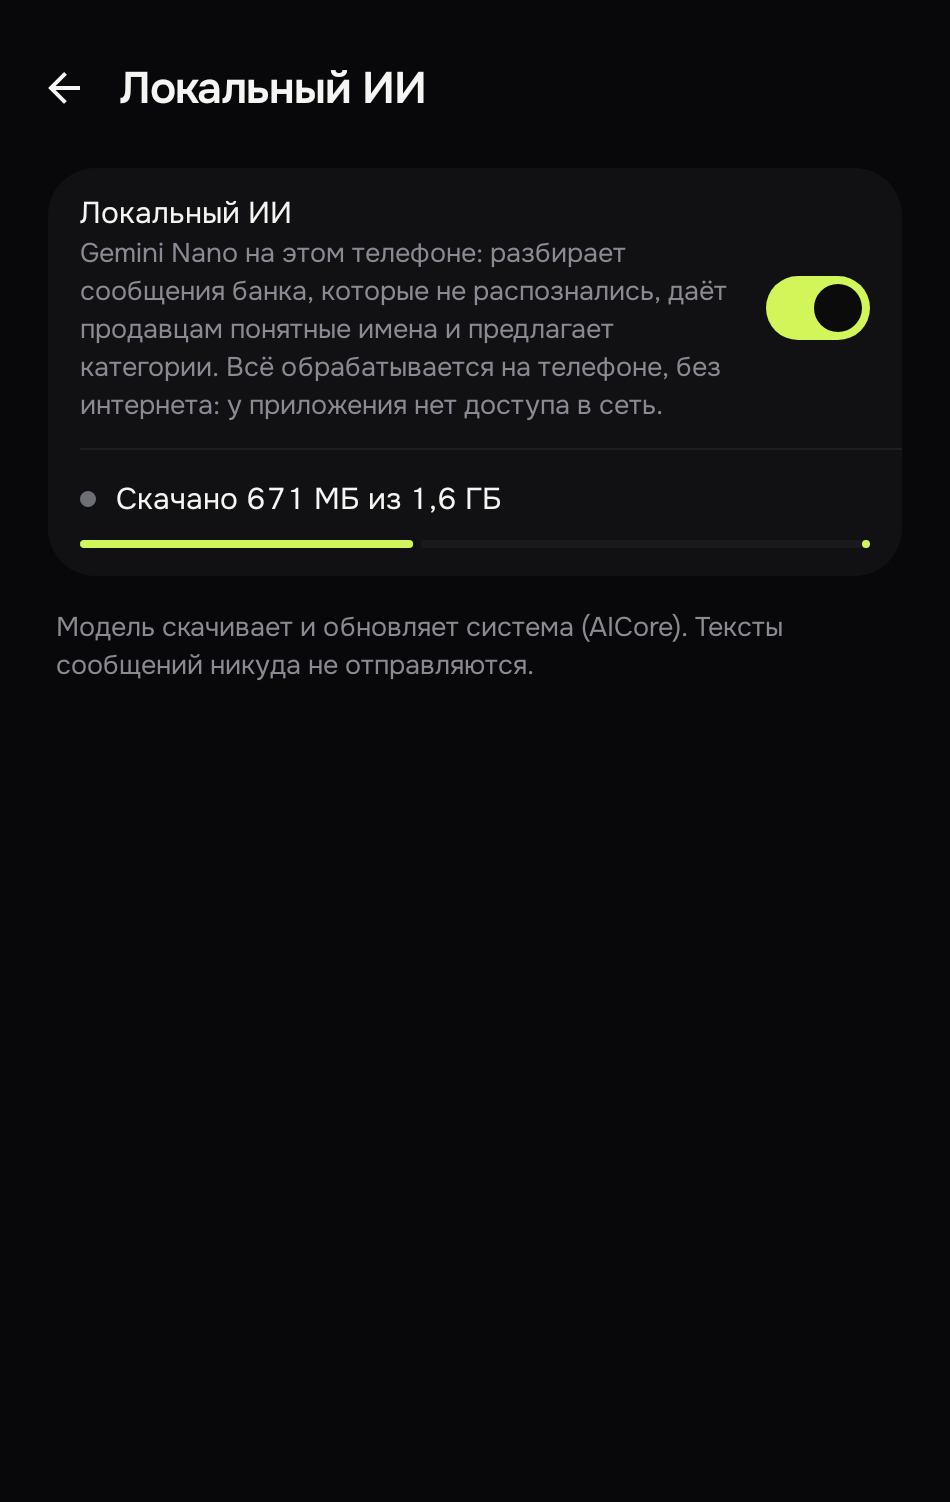 Локальный ИИ
Локальный ИИ
Gemini Nano на этом телефоне: разбирает
сообщения банка, которые не распознались, даёт
продавцам понятные имена и предлагает
категории. Всё обрабатывается на телефоне, без
интернета: у приложения нет доступа в сеть.
Скачано 671 МБ из 1,6 ГБ
Модель скачивает и обновляет система (AICore). Тексты
сообщений никуда не отправляются.